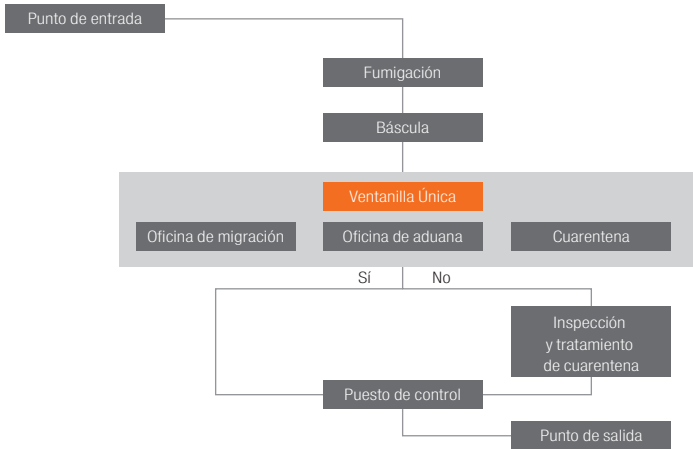 Punto de entrada
Fumigación
Báscula
Ventanilla Única
Oficina de migración
Oficina de aduana
Cuarentena
Sí
No
Inspección
y tratamiento
de cuarentena
Puesto de control
Punto de salida